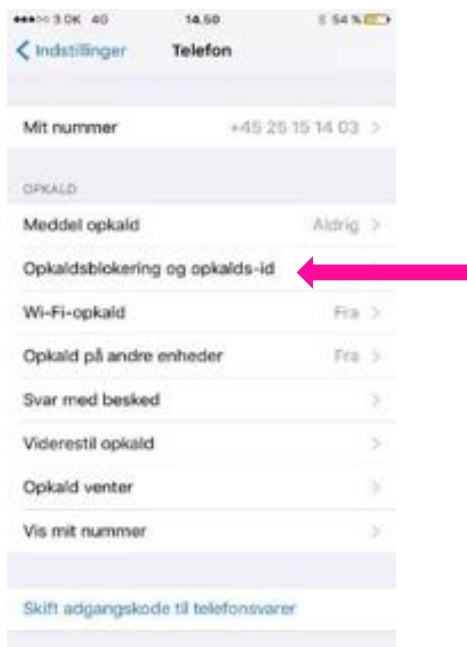 3 DK 4G 14.50 54 %
Indstillinger Telefon
Mit nummer +45 25 15 14 03
OPKALD
Meddel opkald Aldrig
Opkaldsblokering og opkalds-id
Wi-Fi-opkald Fra
Opkald på andre enheder Fra
Svar med besked
Viderestil opkald
Opkald venter
Vis mit nummer
Skift adgangskode til telefonsvarer